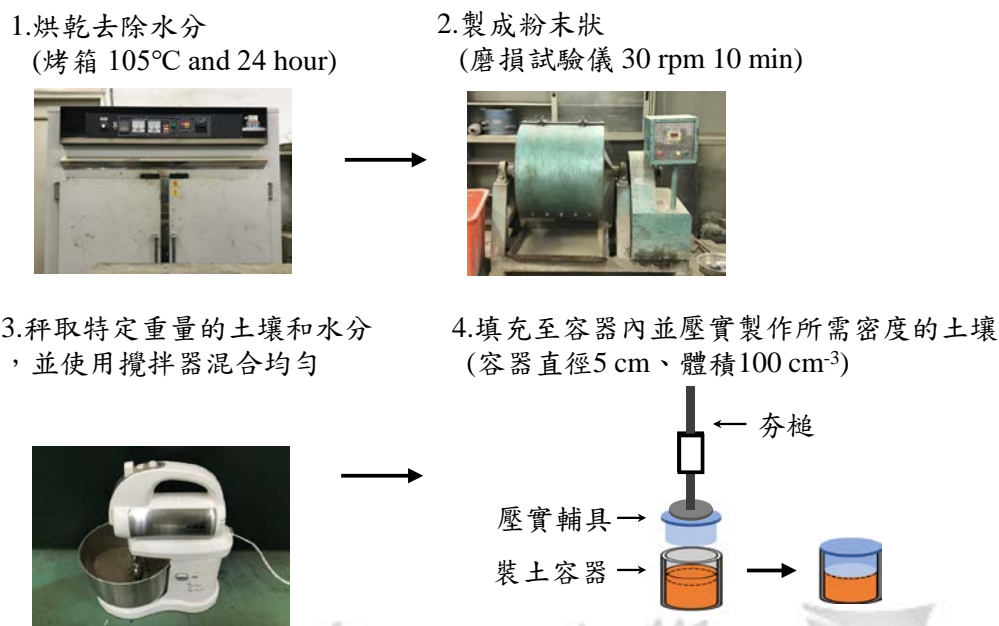 1.烘乾去除水分
(烤箱 105℃ and 24 hour)
2.製成粉末狀
(磨損試驗儀 30 rpm 10 min)
3.秤取特定重量的土壤和水分
，並使用攪拌器混合均勻
4.填充至容器內並壓實製作所需密度的土壤
(容器直徑5 cm、體積100 cm-3)
夯槌
壓實輔具
裝土容器